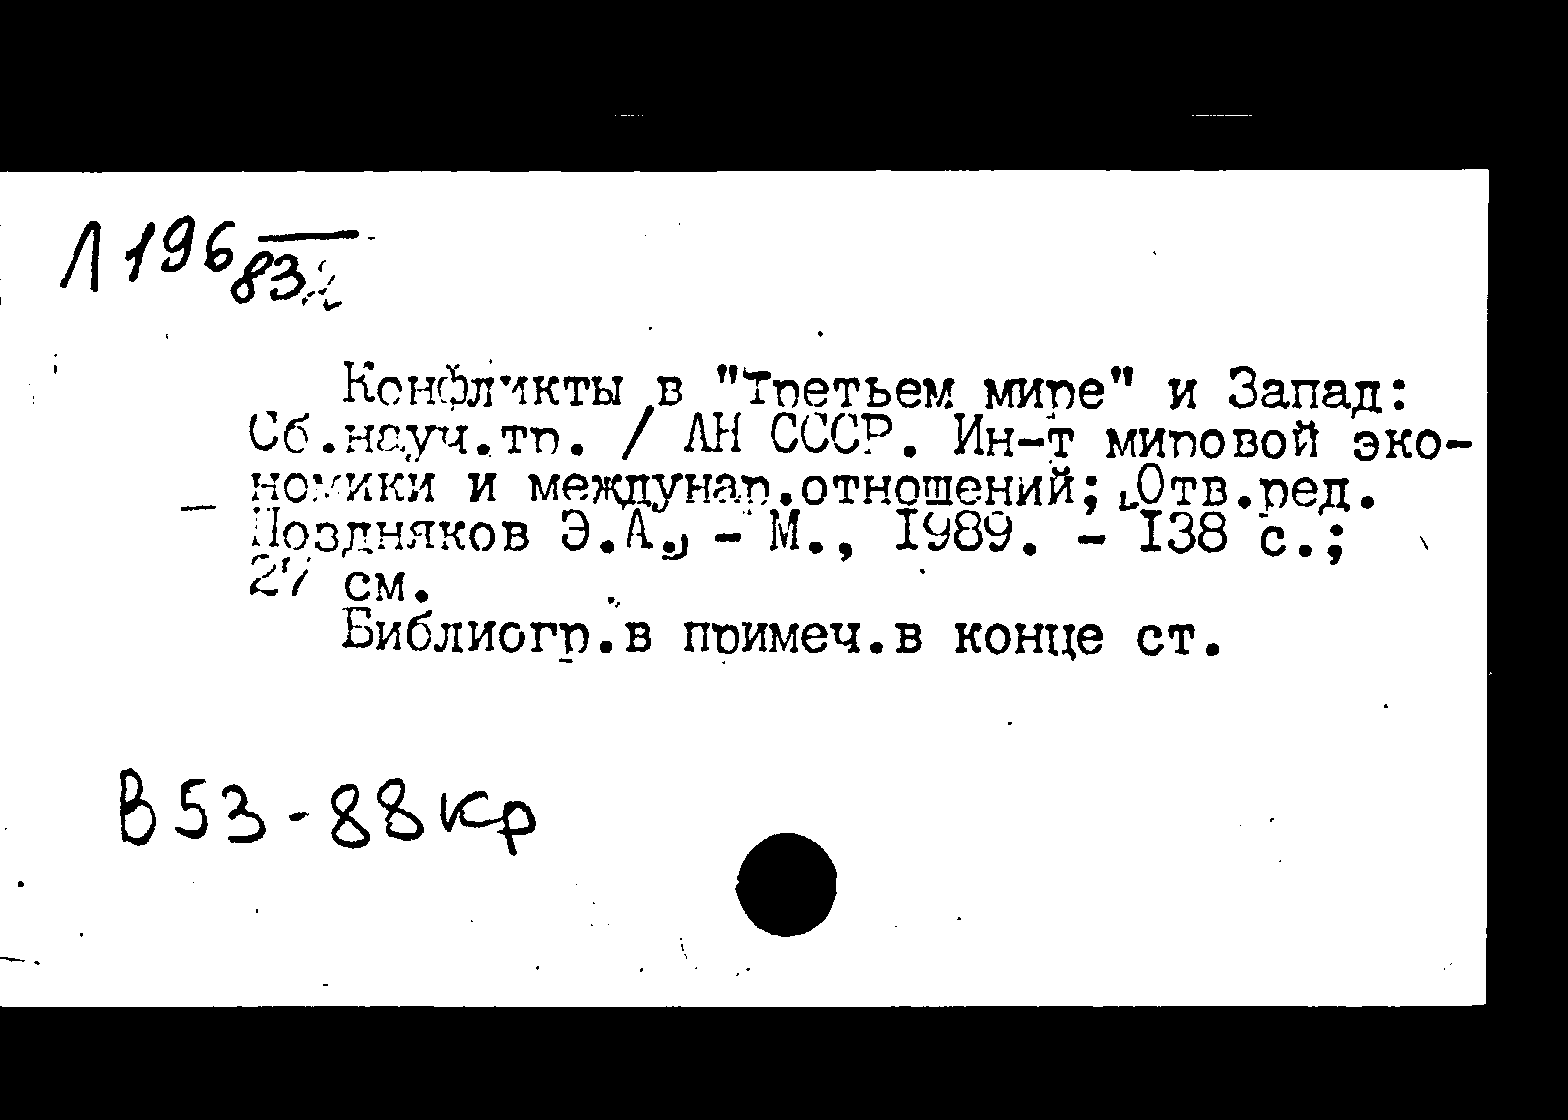 Л 196
83
Конфликты в "Третьем мире" и Запад:
Сб.науч.тр. / АН СССР. Ин-т мировой эко-
номики и междунар.отношений; [Отв.ред.
Поздняков Э.А.] - М., 1989. - 138 с.;
27 см.
Библиогр.в примеч.в конце ст.
В 53-88кр